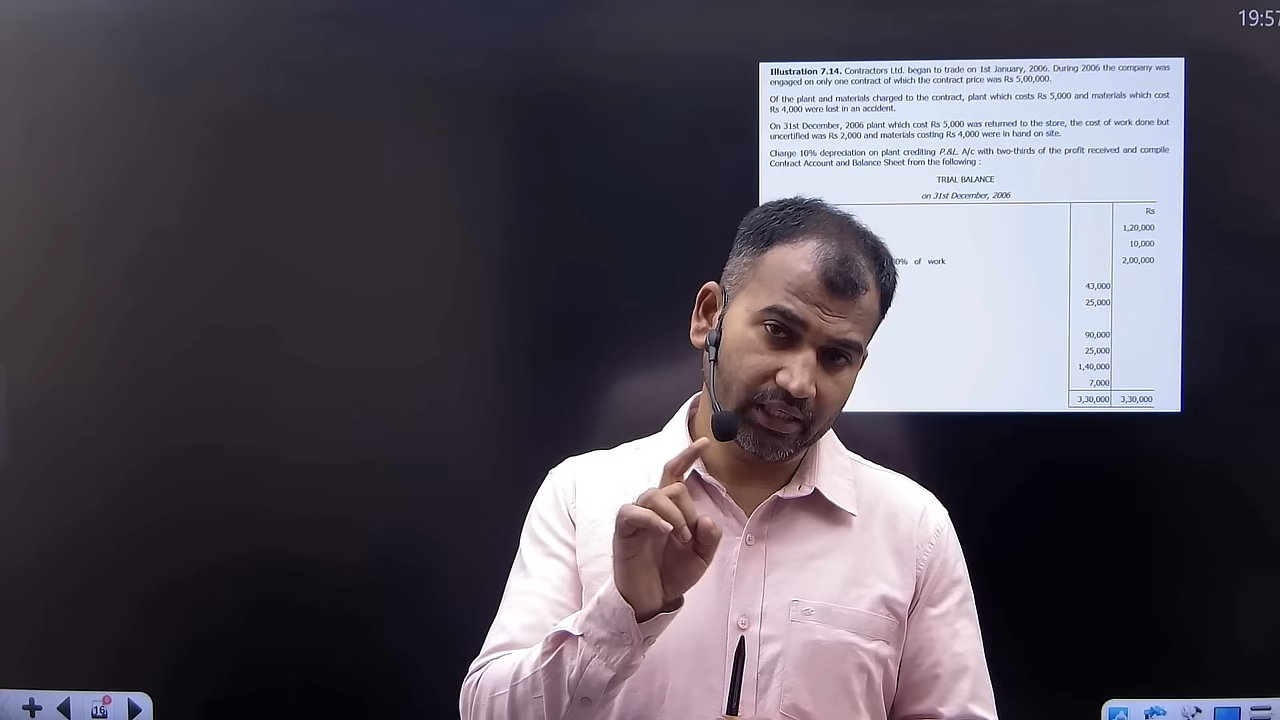 19:57
Illustration 7.14. Contractors Ltd. began to trade on 1st January, 2006. During 2006 the company was
engaged on only one contract of which the contract price was Rs 5,00,000.
Of the plant and materials charged to the contract, plant which costs Rs 5,000 and materials which cost
Rs 4,000 were lost in an accident.
On 31st December, 2006 plant which cost Rs 5,000 was returned to the store, the cost of work done but
uncertified was Rs 2,000 and materials costing Rs 4,000 were in hand on site.
Charge 10% depreciation on plant crediting P.&L. A/c with two-thirds of the profit received and compile
Contract Account and Balance Sheet from the following :
TRIAL BALANCE
on 31st December, 2006
Rs
1,20,000
10,000
80% of work 2,00,000
43,000
25,000
90,000
25,000
1,40,000
7,000
3,30,000 3,30,000
16